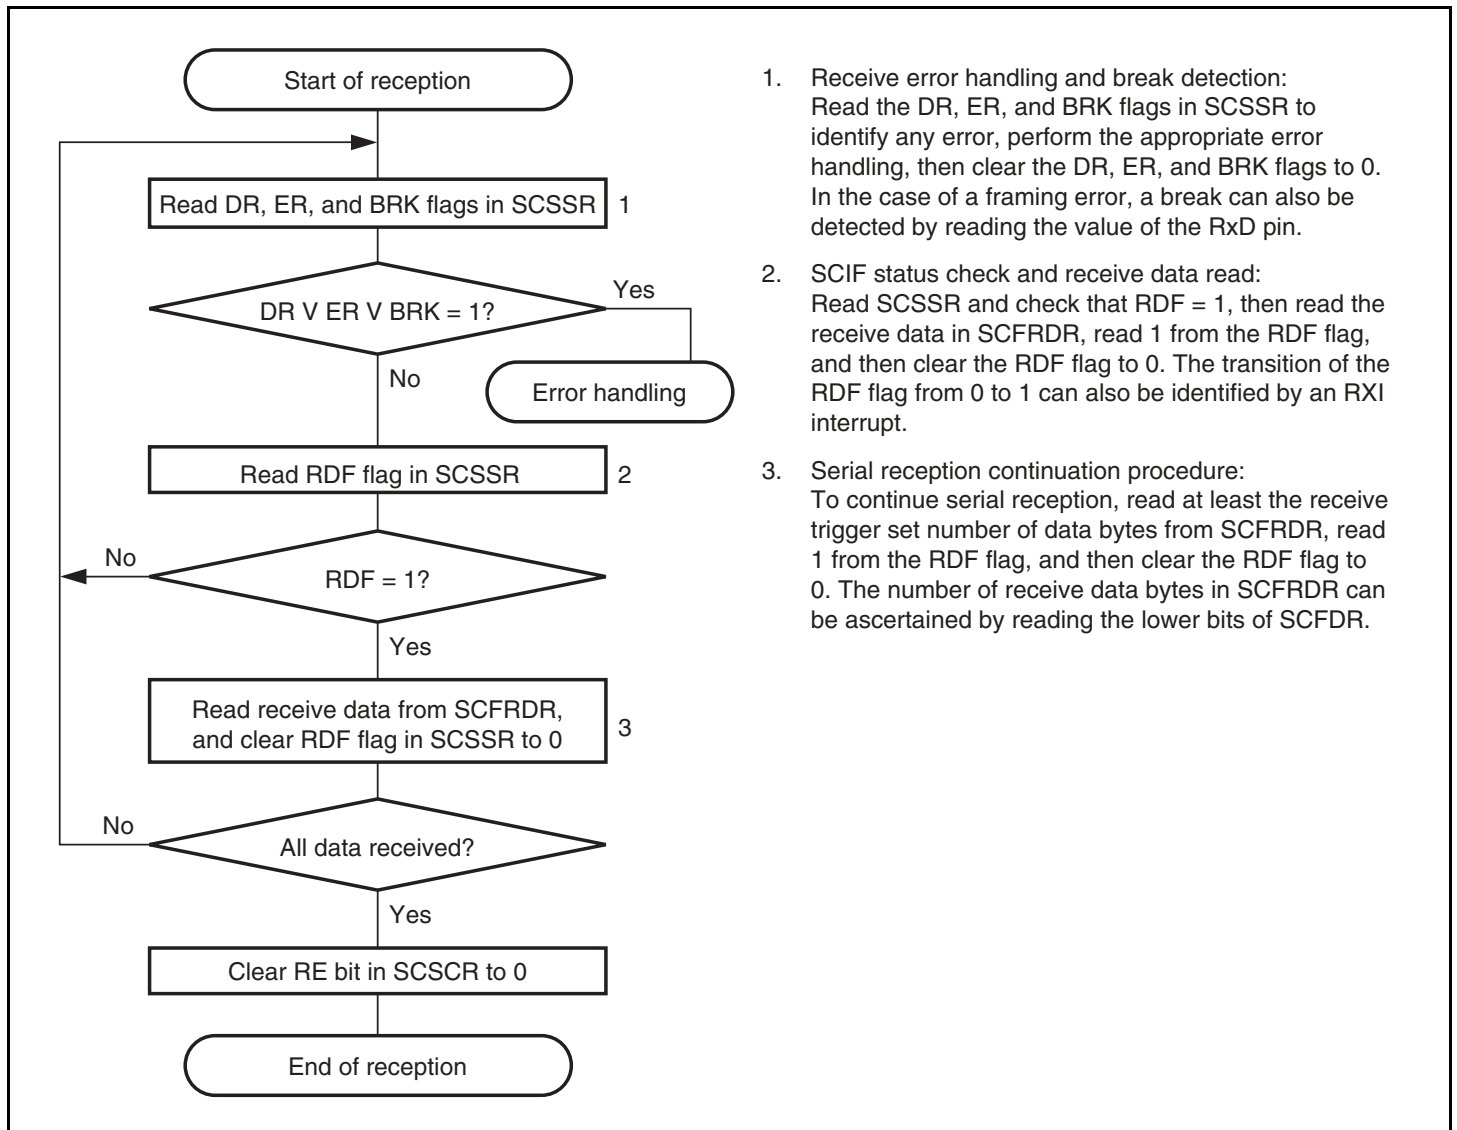 Start of reception
Read DR, ER, and BRK flags in SCSSR 1
DR V ER V BRK = 1?
Yes
No
Error handling
Read RDF flag in SCSSR 2
No
RDF = 1?
Yes
Read receive data from SCFRDR,
and clear RDF flag in SCSSR to 0
3
No
All data received?
Yes
Clear RE bit in SCSCR to 0
End of reception
1. Receive error handling and break detection:
Read the DR, ER, and BRK flags in SCSSR to
identify any error, perform the appropriate error
handling, then clear the DR, ER, and BRK flags to 0.
In the case of a framing error, a break can also be
detected by reading the value of the RxD pin.
2. SCIF status check and receive data read:
Read SCSSR and check that RDF = 1, then read the
receive data in SCFRDR, read 1 from the RDF flag,
and then clear the RDF flag to 0. The transition of the
RDF flag from 0 to 1 can also be identified by an RXI
interrupt.
3. Serial reception continuation procedure:
To continue serial reception, read at least the receive
trigger set number of data bytes from SCFRDR, read
1 from the RDF flag, and then clear the RDF flag to
0. The number of receive data bytes in SCFRDR can
be ascertained by reading the lower bits of SCFDR.